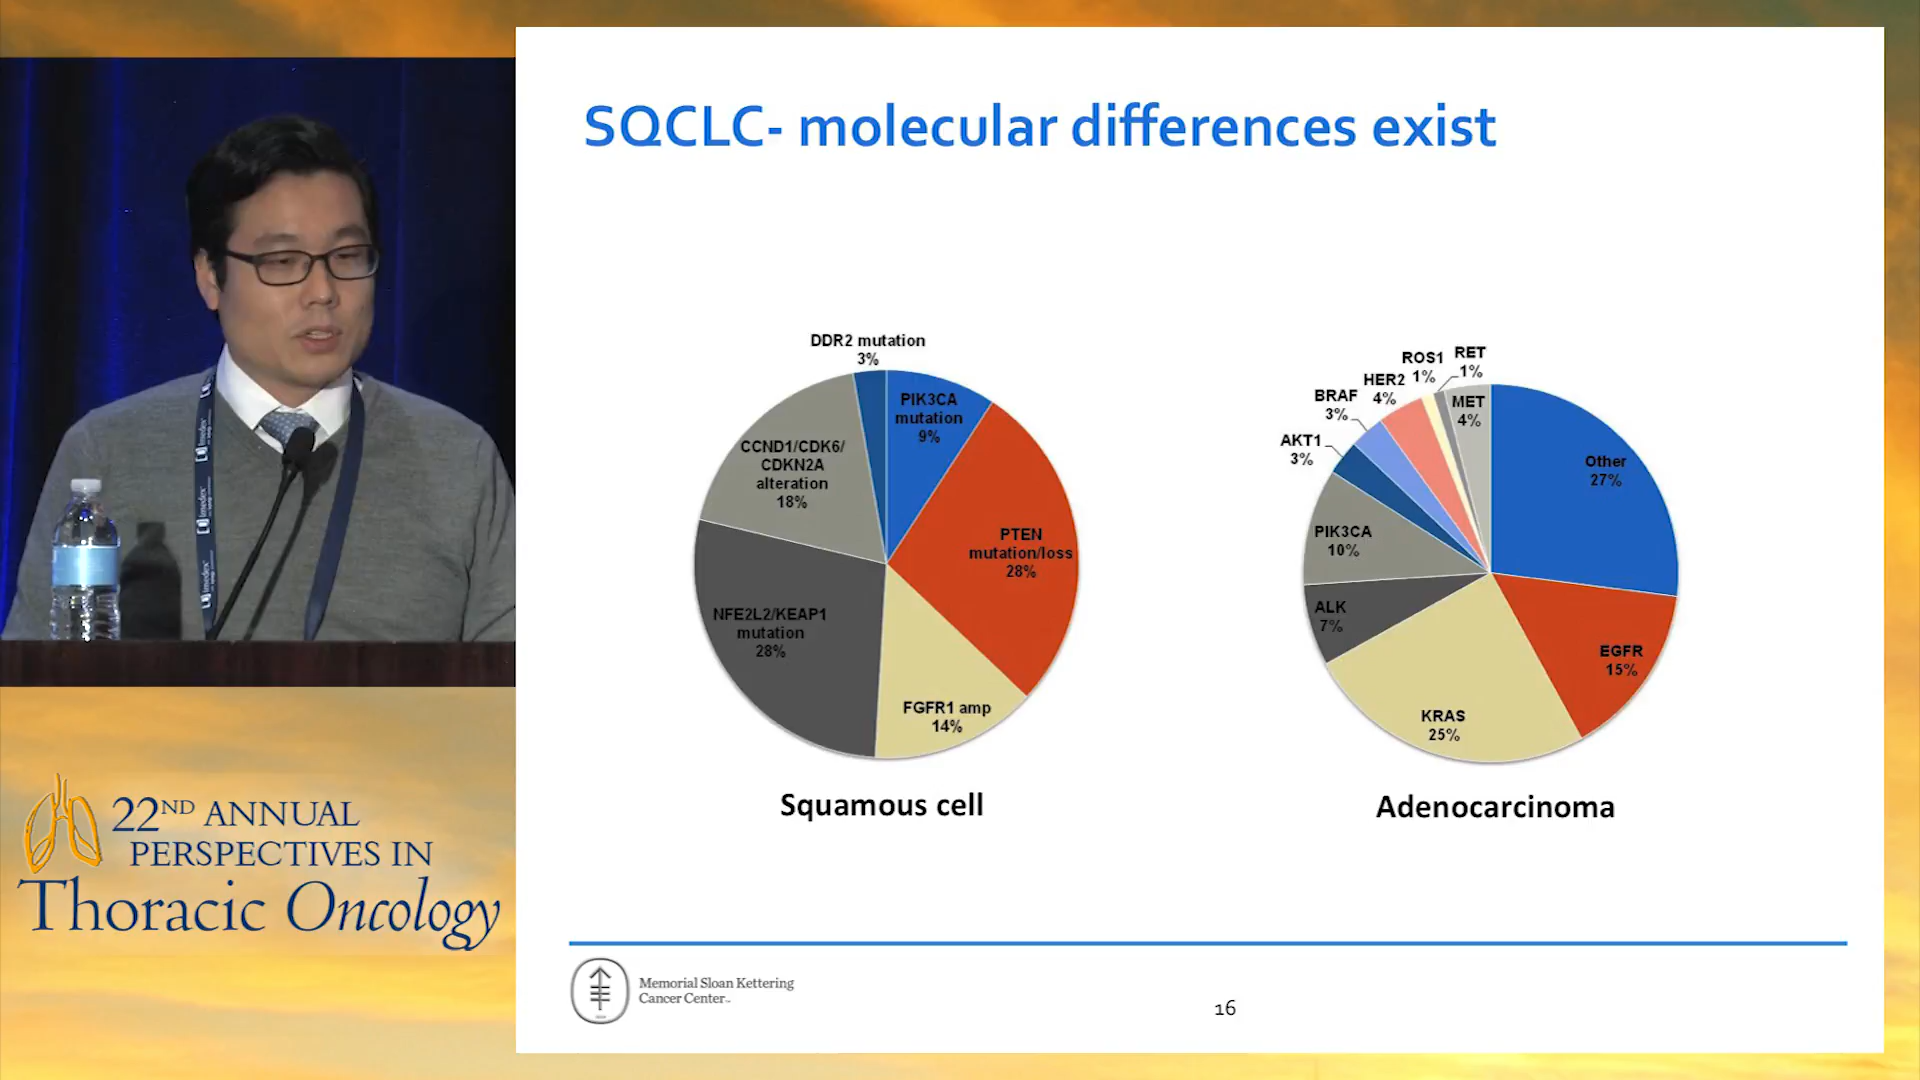 SQCLC- molecular differences exist
DDR2 mutation
3%
PIK3CA
mutation
9%
PTEN
mutation/loss
28%
FGFR1 amp
14%
NFE2L2/KEAP1
mutation
28%
CCND1/CDK6/
CDKN2A
alteration
18%
Squamous cell
ROS1
1%
RET
1%
HER2
4%
MET
4%
BRAF
3%
AKT1
3%
Other
27%
PIK3CA
10%
ALK
7%
EGFR
15%
KRAS
25%
Adenocarcinoma
Memorial Sloan Kettering
Cancer Center
16
22ND ANNUAL
PERSPECTIVES IN
Thoracic Oncology
Imedex
Imedex
Imedex